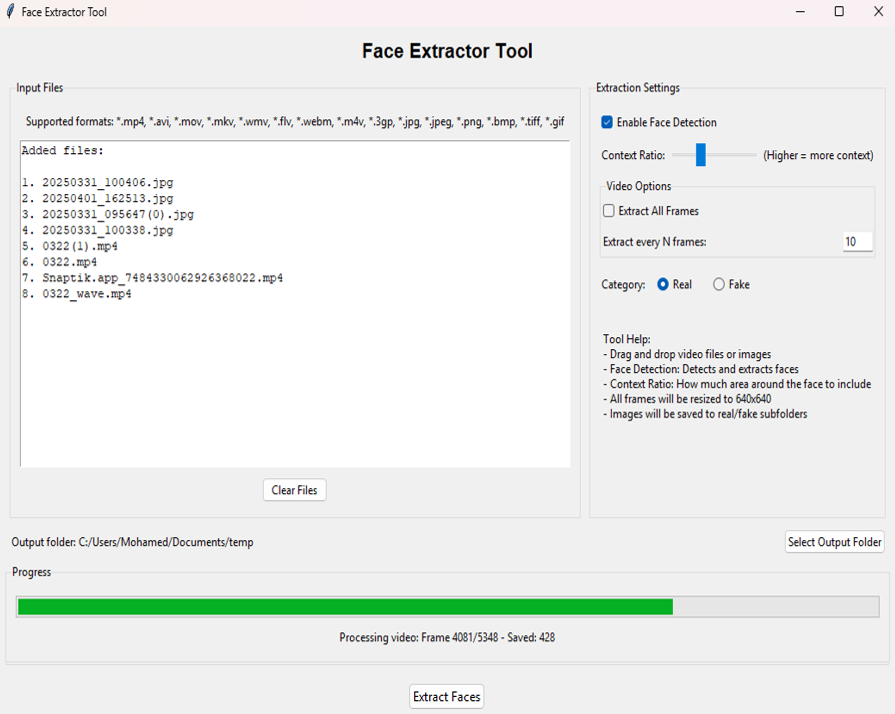 Face Extractor Tool
Face Extractor Tool
Input Files
Supported formats: *.mp4, *.avi, *.mov, *.mkv, *.wmv, *.flv, *.webm, *.m4v, *.3gp, *.jpg, *.jpeg, *.png, *.bmp, *.tiff, *.gif
Added files:
1. 20250331_100406.jpg
2. 20250401_162513.jpg
3. 20250331_095647(0).jpg
4. 20250331_100338.jpg
5. 0322(1).mp4
6. 0322.mp4
7. Snaptik.app_7484330062926368022.mp4
8. 0322_wave.mp4
Clear Files
Extraction Settings
Enable Face Detection
Context Ratio: (Higher = more context)
Video Options
Extract All Frames
Extract every N frames: 10
Category: Real Fake
Tool Help:
- Drag and drop video files or images
- Face Detection: Detects and extracts faces
- Context Ratio: How much area around the face to include
- All frames will be resized to 640x640
- Images will be saved to real/fake subfolders
Output folder: C:/Users/Mohamed/Documents/temp
Select Output Folder
Progress
Processing video: Frame 4081/5348 - Saved: 428
Extract Faces